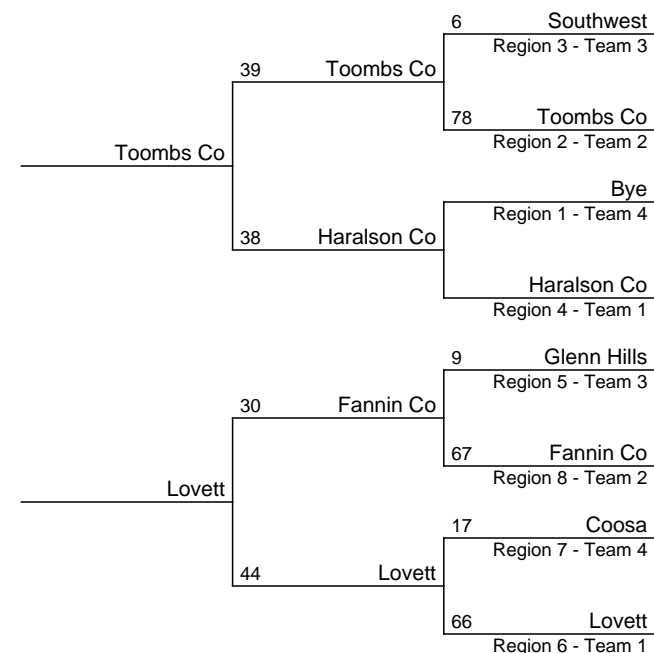 6 Southwest
Region 3 - Team 3
39 Toombs Co
78 Toombs Co
Region 2 - Team 2
Toombs Co
Bye
Region 1 - Team 4
38 Haralson Co
Haralson Co
Region 4 - Team 1
9 Glenn Hills
Region 5 - Team 3
30 Fannin Co
67 Fannin Co
Region 8 - Team 2
Lovett
17 Coosa
Region 7 - Team 4
44 Lovett
66 Lovett
Region 6 - Team 1